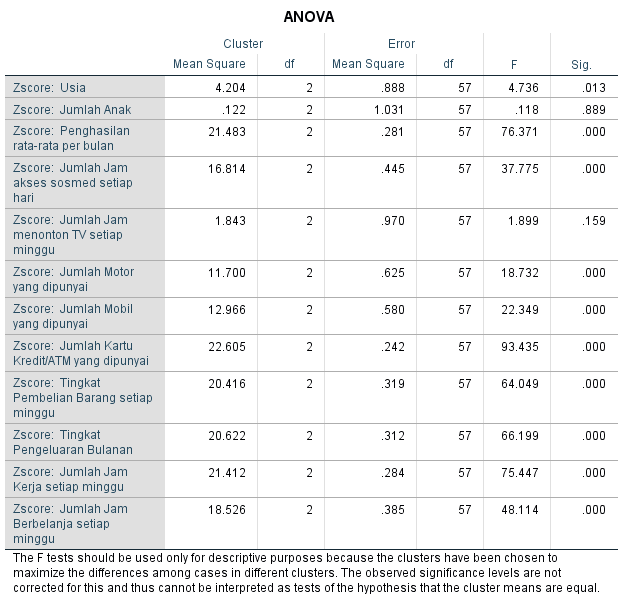 ANOVA
Cluster Error
Mean Square df Mean Square df F Sig.
Zscore: Usia 4.204 2 .888 57 4.736 .013
Zscore: Jumlah Anak .122 2 1.031 57 .118 .889
Zscore: Penghasilan rata-rata per bulan 21.483 2 .281 57 76.371 .000
Zscore: Jumlah Jam akses sosmed setiap hari 16.814 2 .445 57 37.775 .000
Zscore: Jumlah Jam menonton TV setiap minggu 1.843 2 .970 57 1.899 .159
Zscore: Jumlah Motor yang dipunyai 11.700 2 .625 57 18.732 .000
Zscore: Jumlah Mobil yang dipunyai 12.966 2 .580 57 22.349 .000
Zscore: Jumlah Kartu Kredit/ATM yang dipunyai 22.605 2 .242 57 93.435 .000
Zscore: Tingkat Pembelian Barang setiap minggu 20.416 2 .319 57 64.049 .000
Zscore: Tingkat Pengeluaran Bulanan 20.622 2 .312 57 66.199 .000
Zscore: Jumlah Jam Kerja setiap minggu 21.412 2 .284 57 75.447 .000
Zscore: Jumlah Jam Berbelanja setiap minggu 18.526 2 .385 57 48.114 .000
The F tests should be used only for descriptive purposes because the clusters have been chosen to
maximize the differences among cases in different clusters. The observed significance levels are not
corrected for this and thus cannot be interpreted as tests of the hypothesis that the cluster means are equal.